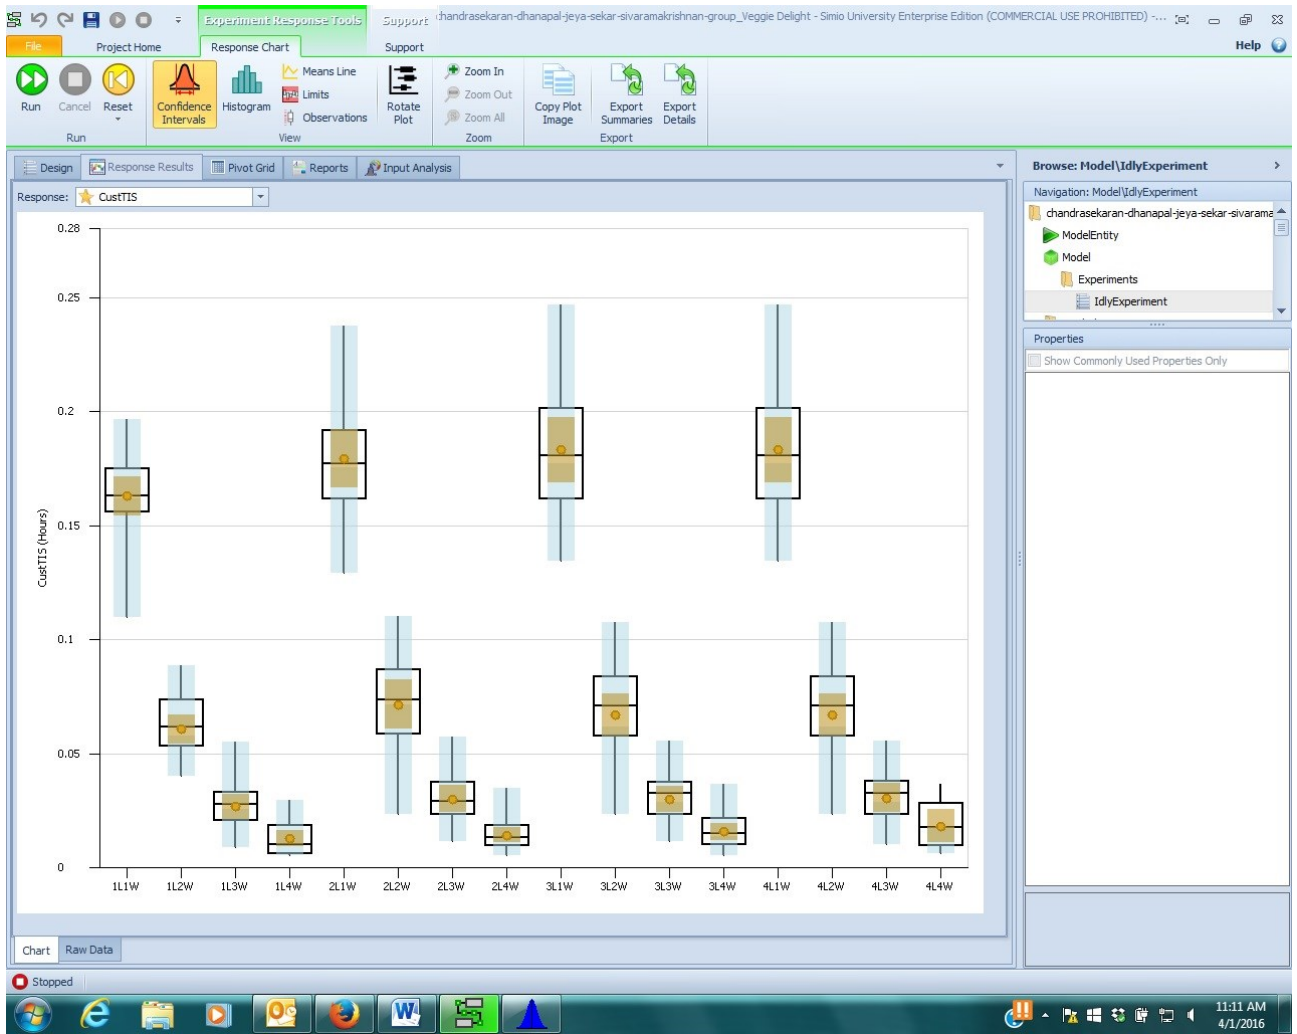 Experiment Response Tools Support chandrasekaran-dhanapal-jeya-sekar-sivaramakrishnan-group_Veggie Delight - Simio University Enterprise Edition (COMMERCIAL USE PROHIBITED) -...
File Project Home Response Chart Support Help
Run Cancel Reset Confidence Intervals Histogram Means Line Limits Observations Rotate Plot Zoom In Zoom Out Zoom All Copy Plot Image Export Summaries Export Details
Run View Zoom Export
Design Response Results Pivot Grid Reports Input Analysis
Response: CustTIS
0.28
0.25
0.2
0.15
0.1
0.05
0
CustTIS (Hours)
1L1W 1L2W 1L3W 1L4W 2L1W 2L2W 2L3W 2L4W 3L1W 3L2W 3L3W 3L4W 4L1W 4L2W 4L3W 4L4W
Chart Raw Data
Browse: Model\IdlyExperiment
Navigation: Model\IdlyExperiment
chandrasekaran-dhanapal-jeya-sekar-sivarama
ModelEntity
Model
Experiments
IdlyExperiment
Properties
Show Commonly Used Properties Only
Stopped
11:11 AM
4/1/2016